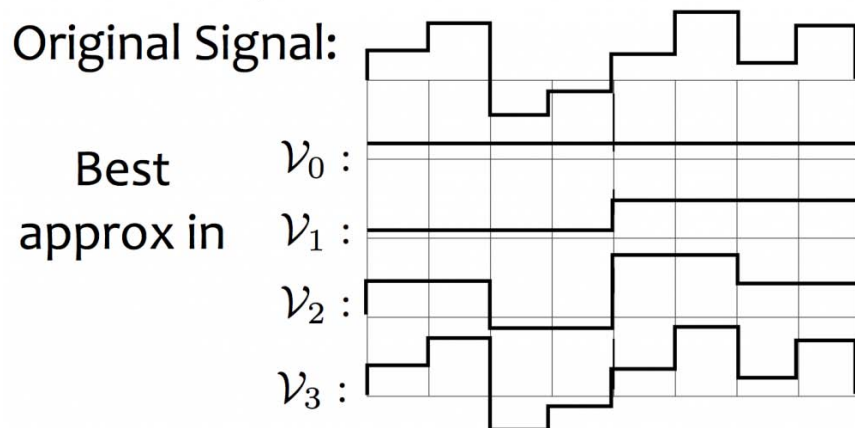 Original Signal:
Best
approx in
𝒱₀ :
𝒱₁ :
𝒱₂ :
𝒱₃ :